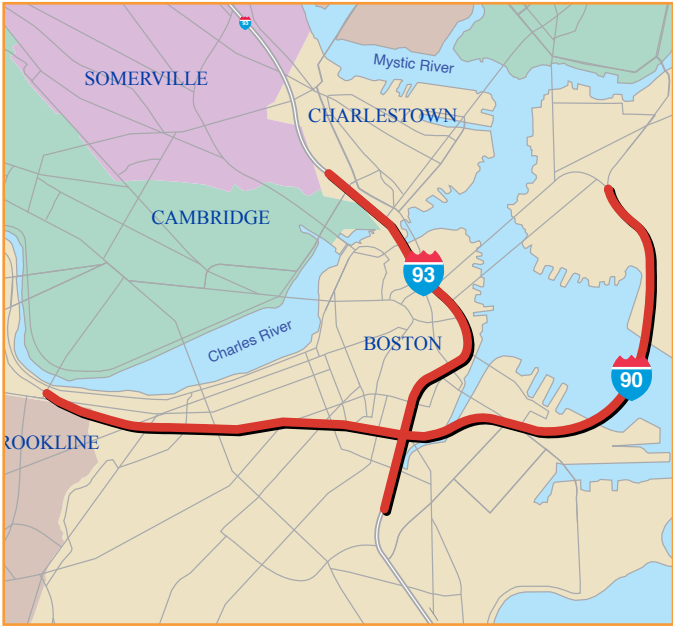 93
Mystic River
SOMERVILLE
CHARLESTOWN
CAMBRIDGE
93
Charles River
BOSTON
90
ROOKLINE